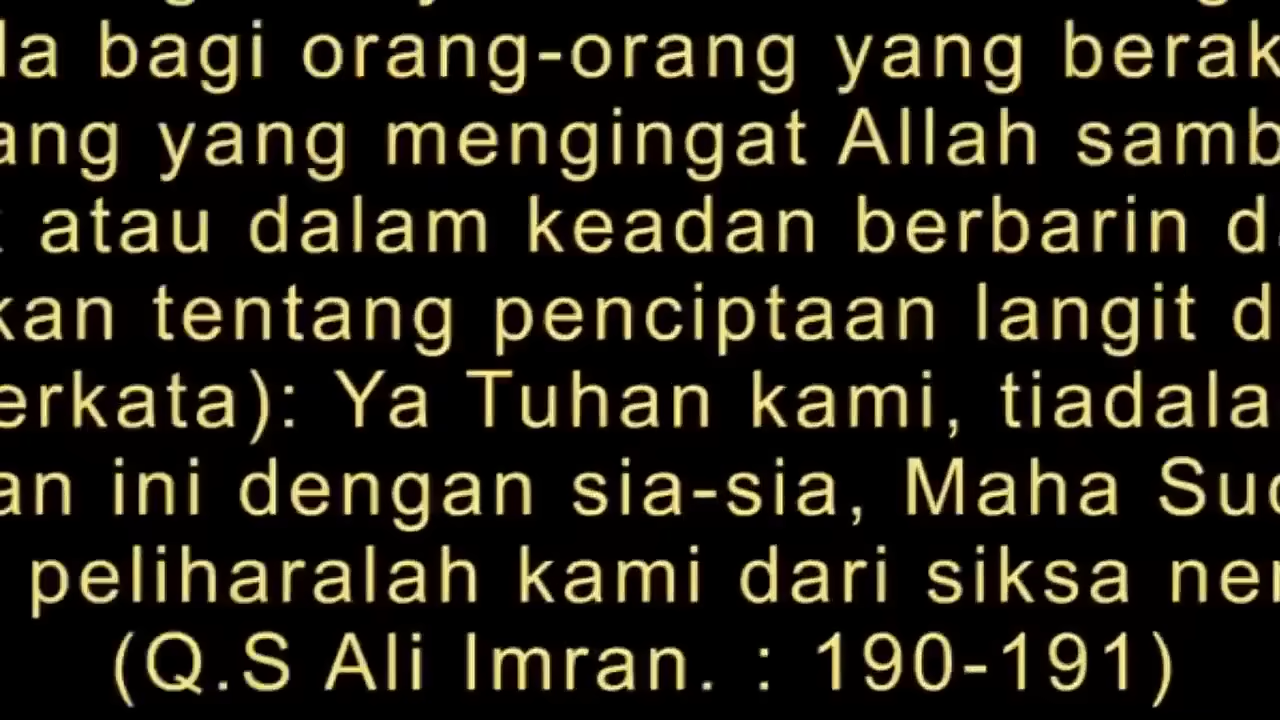 la bagi orang-orang yang berak
ang yang mengingat Allah samb
atau dalam keadan berbarin d
kan tentang penciptaan langit d
erkata): Ya Tuhan kami, tiadala
an ini dengan sia-sia, Maha Suc
peliharalah kami dari siksa ner
(Q.S Ali Imran. : 190-191)